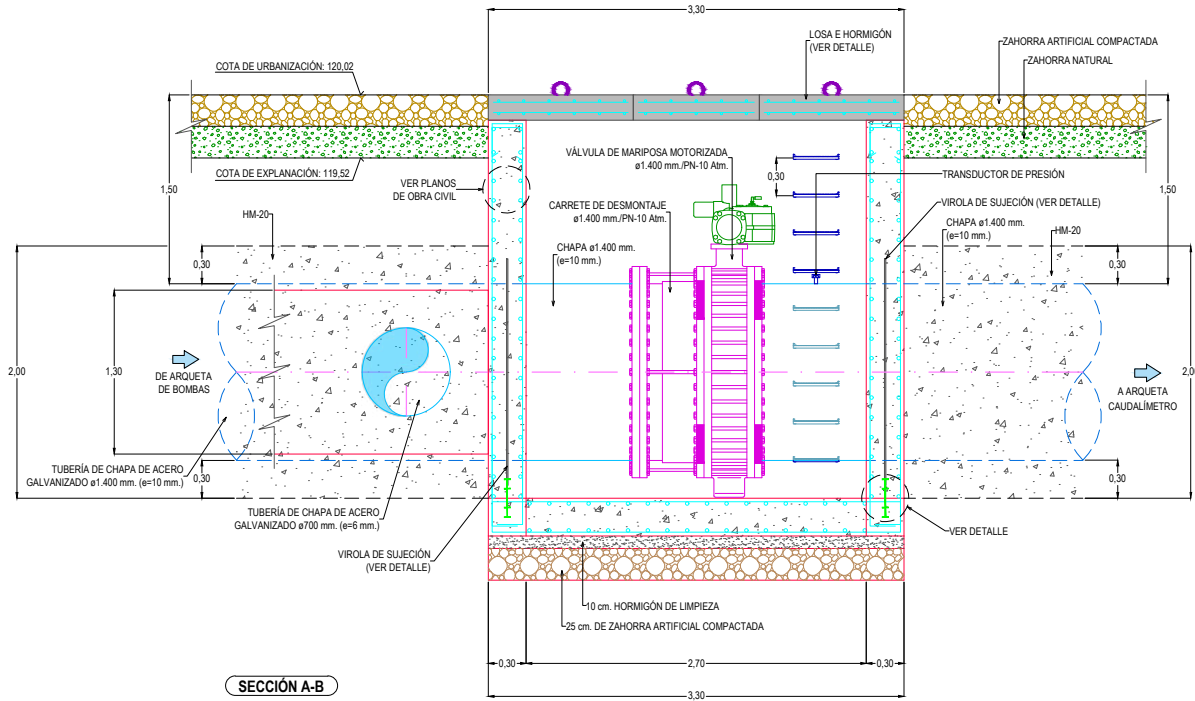 3,30
LOSA E HORMIGÓN
(VER DETALLE)
ZAHORRA ARTIFICIAL COMPACTADA
ZAHORRA NATURAL
COTA DE URBANIZACIÓN: 120,02
COTA DE EXPLANACIÓN: 119,52
1,50
VER PLANOS
DE OBRA CIVIL
VÁLVULA DE MARIPOSA MOTORIZADA
ø1.400 mm./PN-10 Atm.
0,30
TRANSDUCTOR DE PRESIÓN
1,50
CARRETE DE DESMONTAJE
ø1.400 mm./PN-10 Atm.
VIROLA DE SUJECIÓN (VER DETALLE)
HM-20
CHAPA ø1.400 mm.
(e=10 mm.)
CHAPA ø1.400 mm.
(e=10 mm.)
HM-20
0,30
0,30
2,00
DE ARQUETA
DE BOMBAS
1,30
2,0
A ARQUETA
CAUDALÍMETRO
TUBERÍA DE CHAPA DE ACERO
GALVANIZADO ø1.400 mm. (e=10 mm.)
0,30
0,30
TUBERÍA DE CHAPA DE ACERO
GALVANIZADO ø700 mm. (e=6 mm.)
VER DETALLE
VIROLA DE SUJECIÓN
(VER DETALLE)
10 cm. HORMIGÓN DE LIMPIEZA
25 cm. DE ZAHORRA ARTIFICIAL COMPACTADA
0,30
2,70
0,30
3,30
SECCIÓN A-B